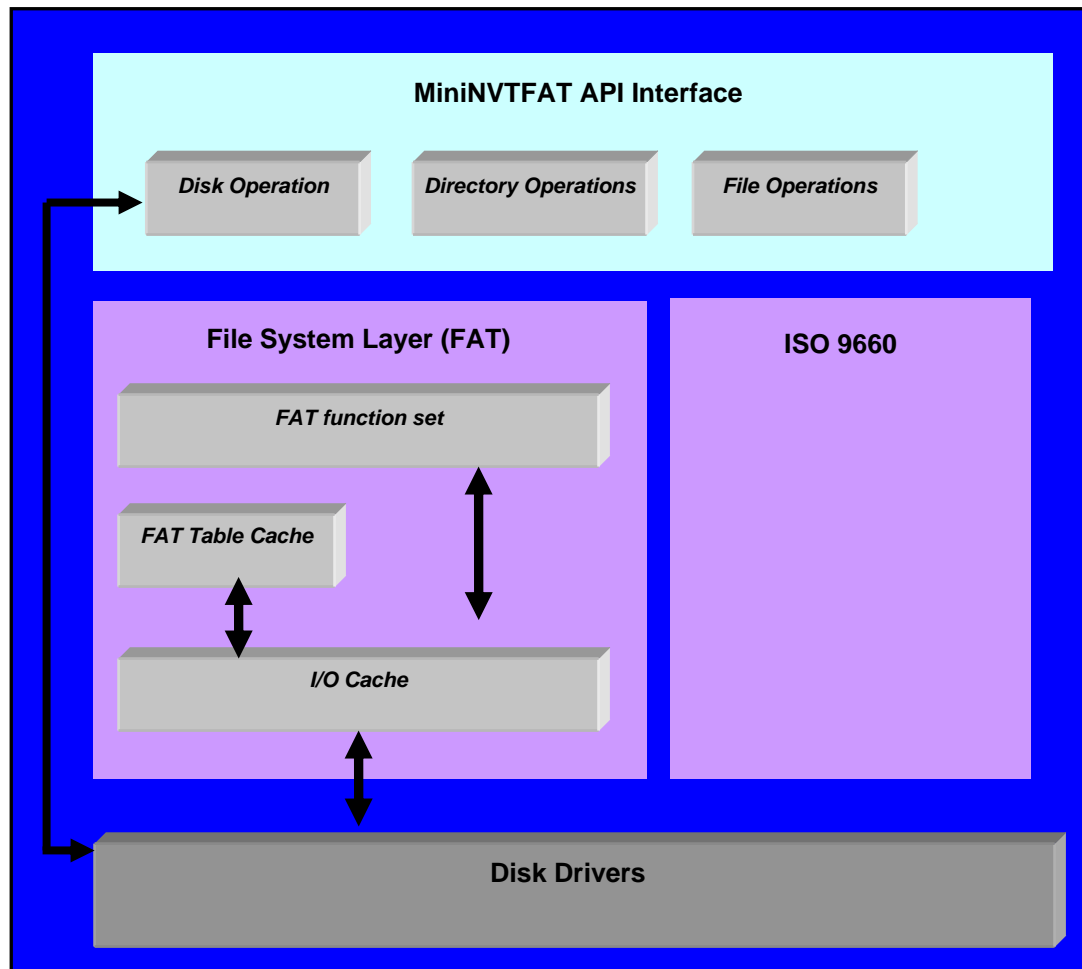 MiniNVTFAT API Interface
Disk Operation
Directory Operations
File Operations
File System Layer (FAT)
FAT function set
FAT Table Cache
I/O Cache
ISO 9660
Disk Drivers